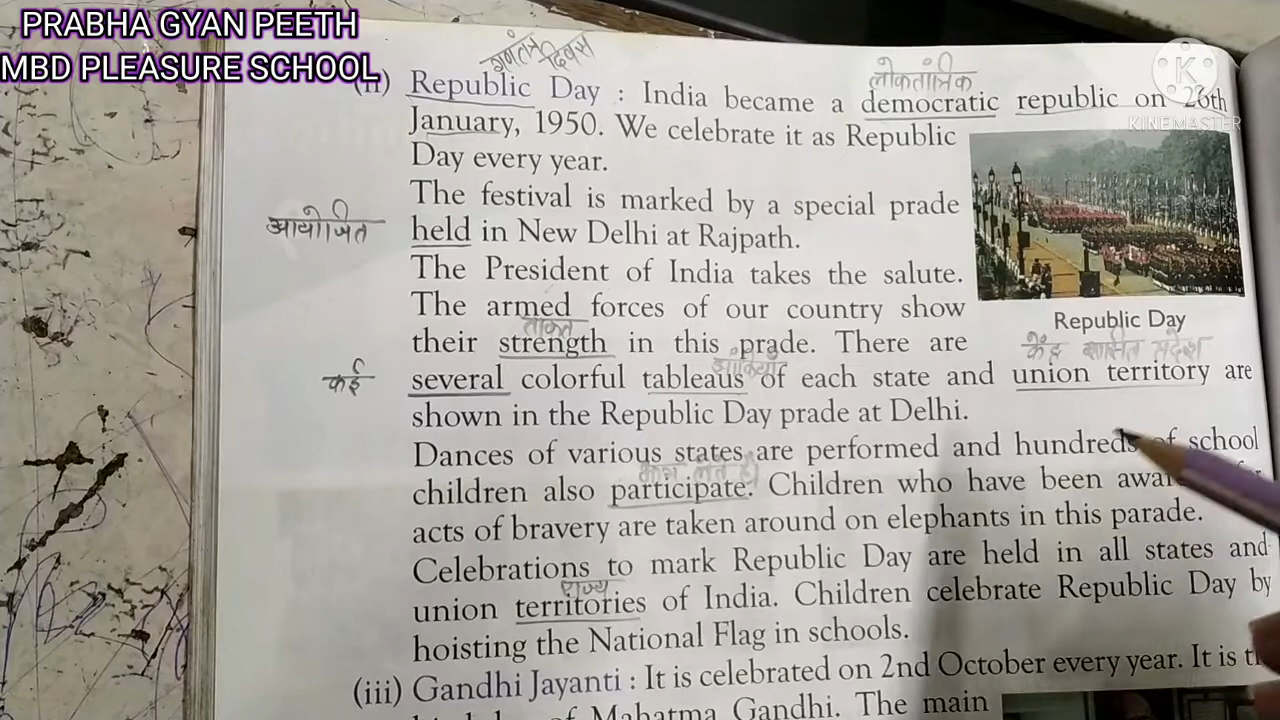 PRABHA GYAN PEETH
MBD PLEASURE SCHOOL
गणतंत्र दिवस
लोकतांत्रिक
(ii) Republic Day : India became a democratic republic on 26th
January, 1950. We celebrate it as Republic
Day every year.
The festival is marked by a special prade
आयोजित held in New Delhi at Rajpath.
The President of India takes the salute.
The armed forces of our country show
ताकत
their strength in this prade. There are
Republic Day
झांकियाँ
कई several colorful tableaus of each state and union territory are
shown in the Republic Day prade at Delhi.
Dances of various states are performed and hundreds of school
भाग लेते है।
children also participate. Children who have been
acts of bravery are taken around on elephants in this parade.
Celebrations to mark Republic Day are held in all states and
राज्य
union territories of India. Children celebrate Republic Day by
hoisting the National Flag in schools.
(iii) Gandhi Jayanti : It is celebrated on 2nd October every year. It is
of Mahatma Gandhi. The main
K
KINEMASTER